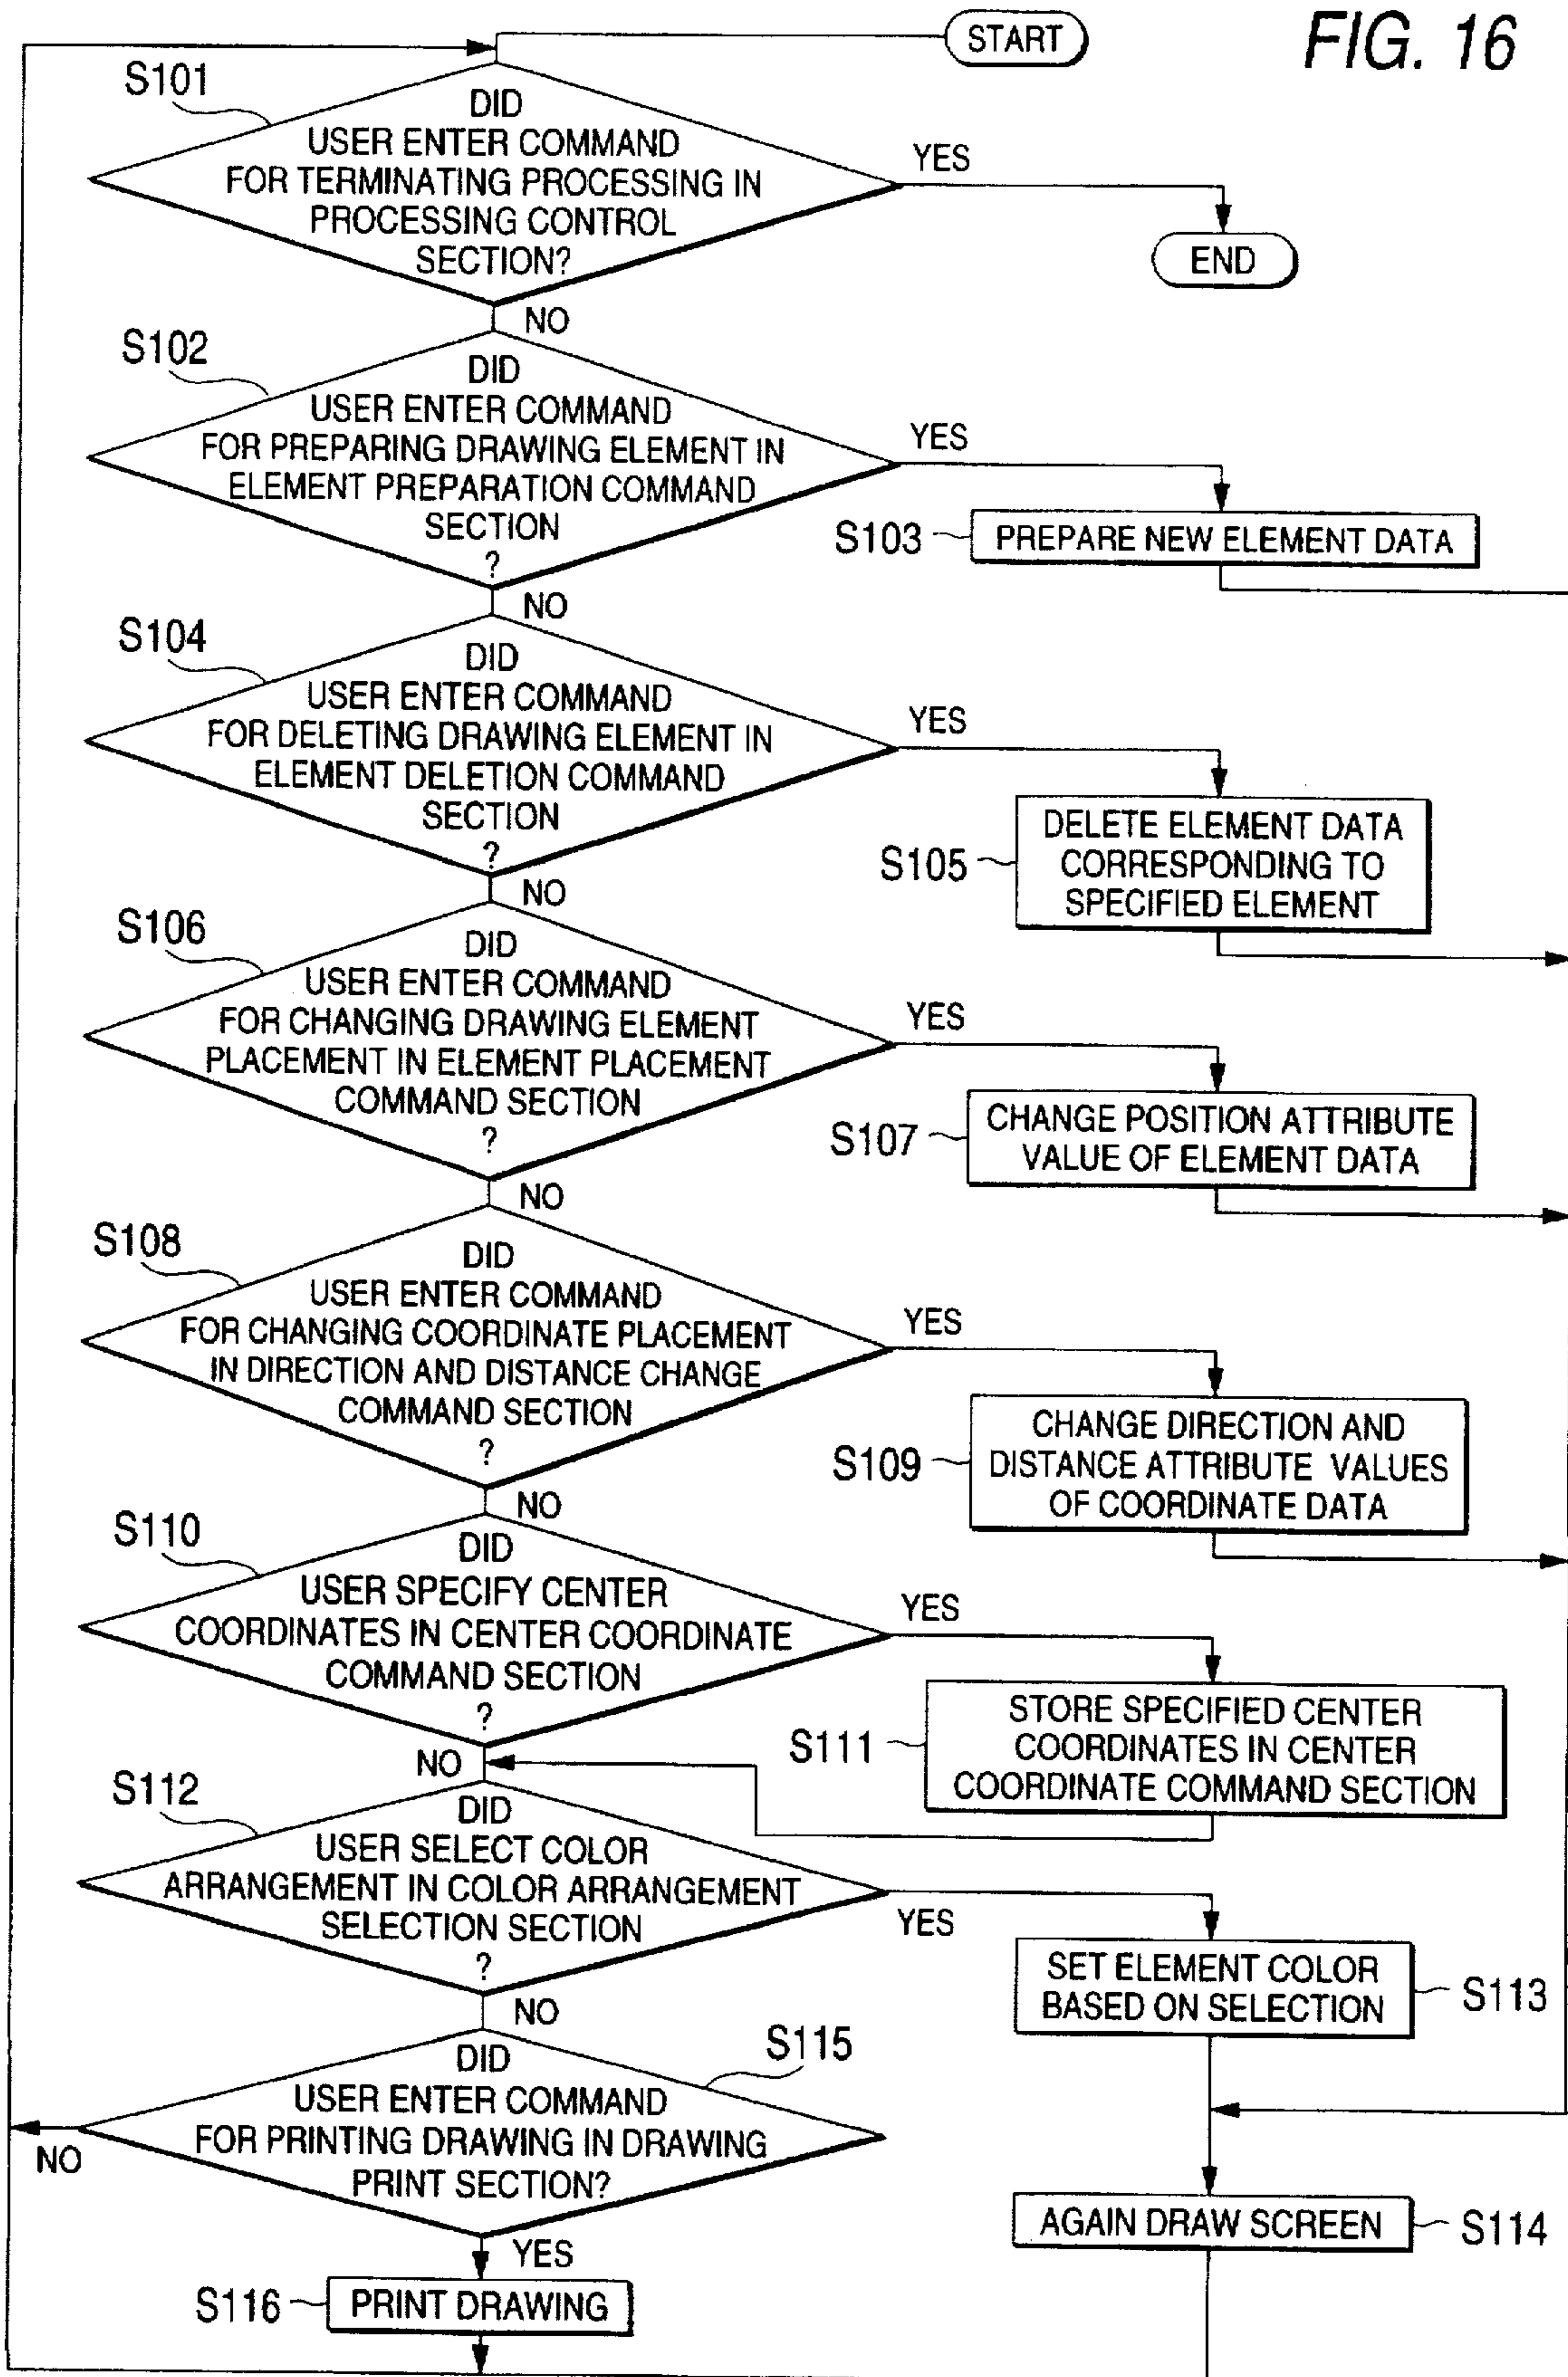 FIG. 16
START
S101
DID
USER ENTER COMMAND
FOR TERMINATING PROCESSING IN
PROCESSING CONTROL
SECTION?
YES
END
NO
S102
DID
USER ENTER COMMAND
FOR PREPARING DRAWING ELEMENT IN
ELEMENT PREPARATION COMMAND
SECTION
?
YES
S103
PREPARE NEW ELEMENT DATA
NO
S104
DID
USER ENTER COMMAND
FOR DELETING DRAWING ELEMENT IN
ELEMENT DELETION COMMAND
SECTION
?
YES
S105
DELETE ELEMENT DATA
CORRESPONDING TO
SPECIFIED ELEMENT
NO
S106
DID
USER ENTER COMMAND
FOR CHANGING DRAWING ELEMENT
PLACEMENT IN ELEMENT PLACEMENT
COMMAND SECTION
?
YES
S107
CHANGE POSITION ATTRIBUTE
VALUE OF ELEMENT DATA
NO
S108
DID
USER ENTER COMMAND
FOR CHANGING COORDINATE PLACEMENT
IN DIRECTION AND DISTANCE CHANGE
COMMAND SECTION
?
YES
S109
CHANGE DIRECTION AND
DISTANCE ATTRIBUTE VALUES
OF COORDINATE DATA
NO
S110
DID
USER SPECIFY CENTER
COORDINATES IN CENTER COORDINATE
COMMAND SECTION
?
YES
S111
STORE SPECIFIED CENTER
COORDINATES IN CENTER
COORDINATE COMMAND SECTION
NO
S112
DID
USER SELECT COLOR
ARRANGEMENT IN COLOR ARRANGEMENT
SELECTION SECTION
?
YES
SET ELEMENT COLOR
BASED ON SELECTION
S113
NO
S115
DID
USER ENTER COMMAND
FOR PRINTING DRAWING IN DRAWING
PRINT SECTION?
NO
AGAIN DRAW SCREEN
S114
YES
S116
PRINT DRAWING